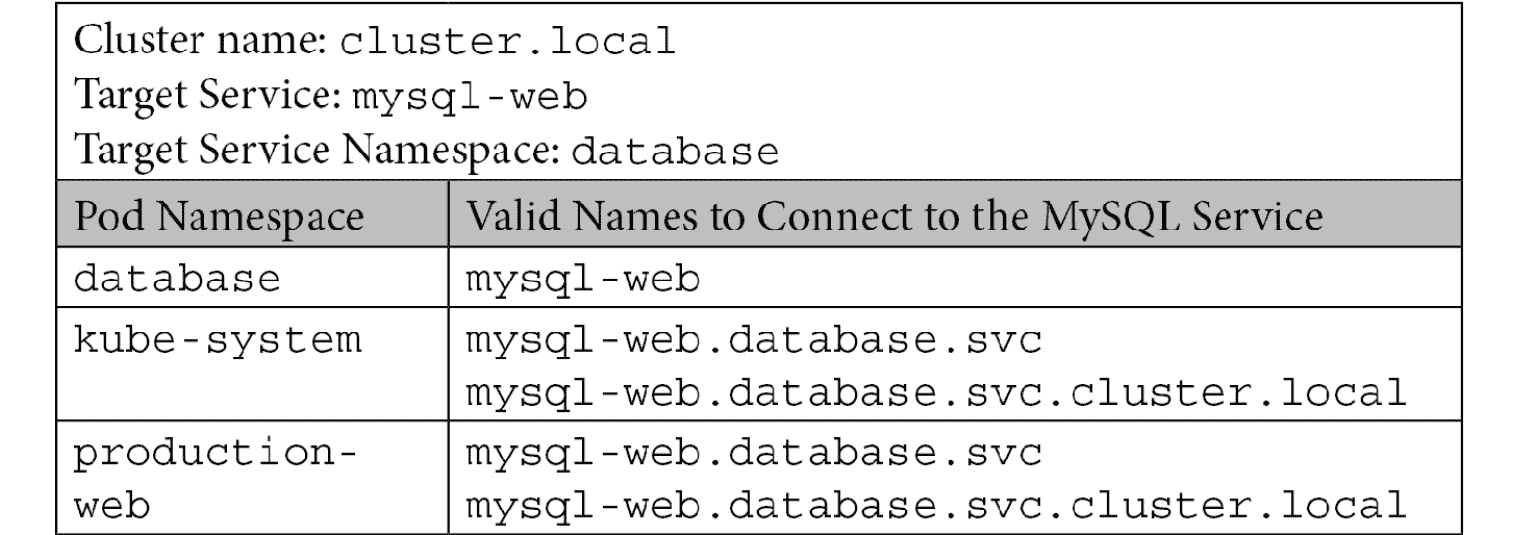 Cluster name: cluster.local
Target Service: mysql-web
Target Service Namespace: database
Pod Namespace
Valid Names to Connect to the MySQL Service
database
mysql-web
kube-system
mysql-web.database.svc
mysql-web.database.svc.cluster.local
production-
web
mysql-web.database.svc
mysql-web.database.svc.cluster.local